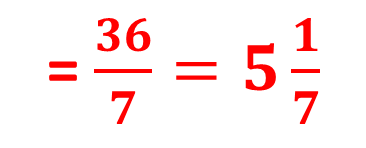 = 36/7 = 5 1/7